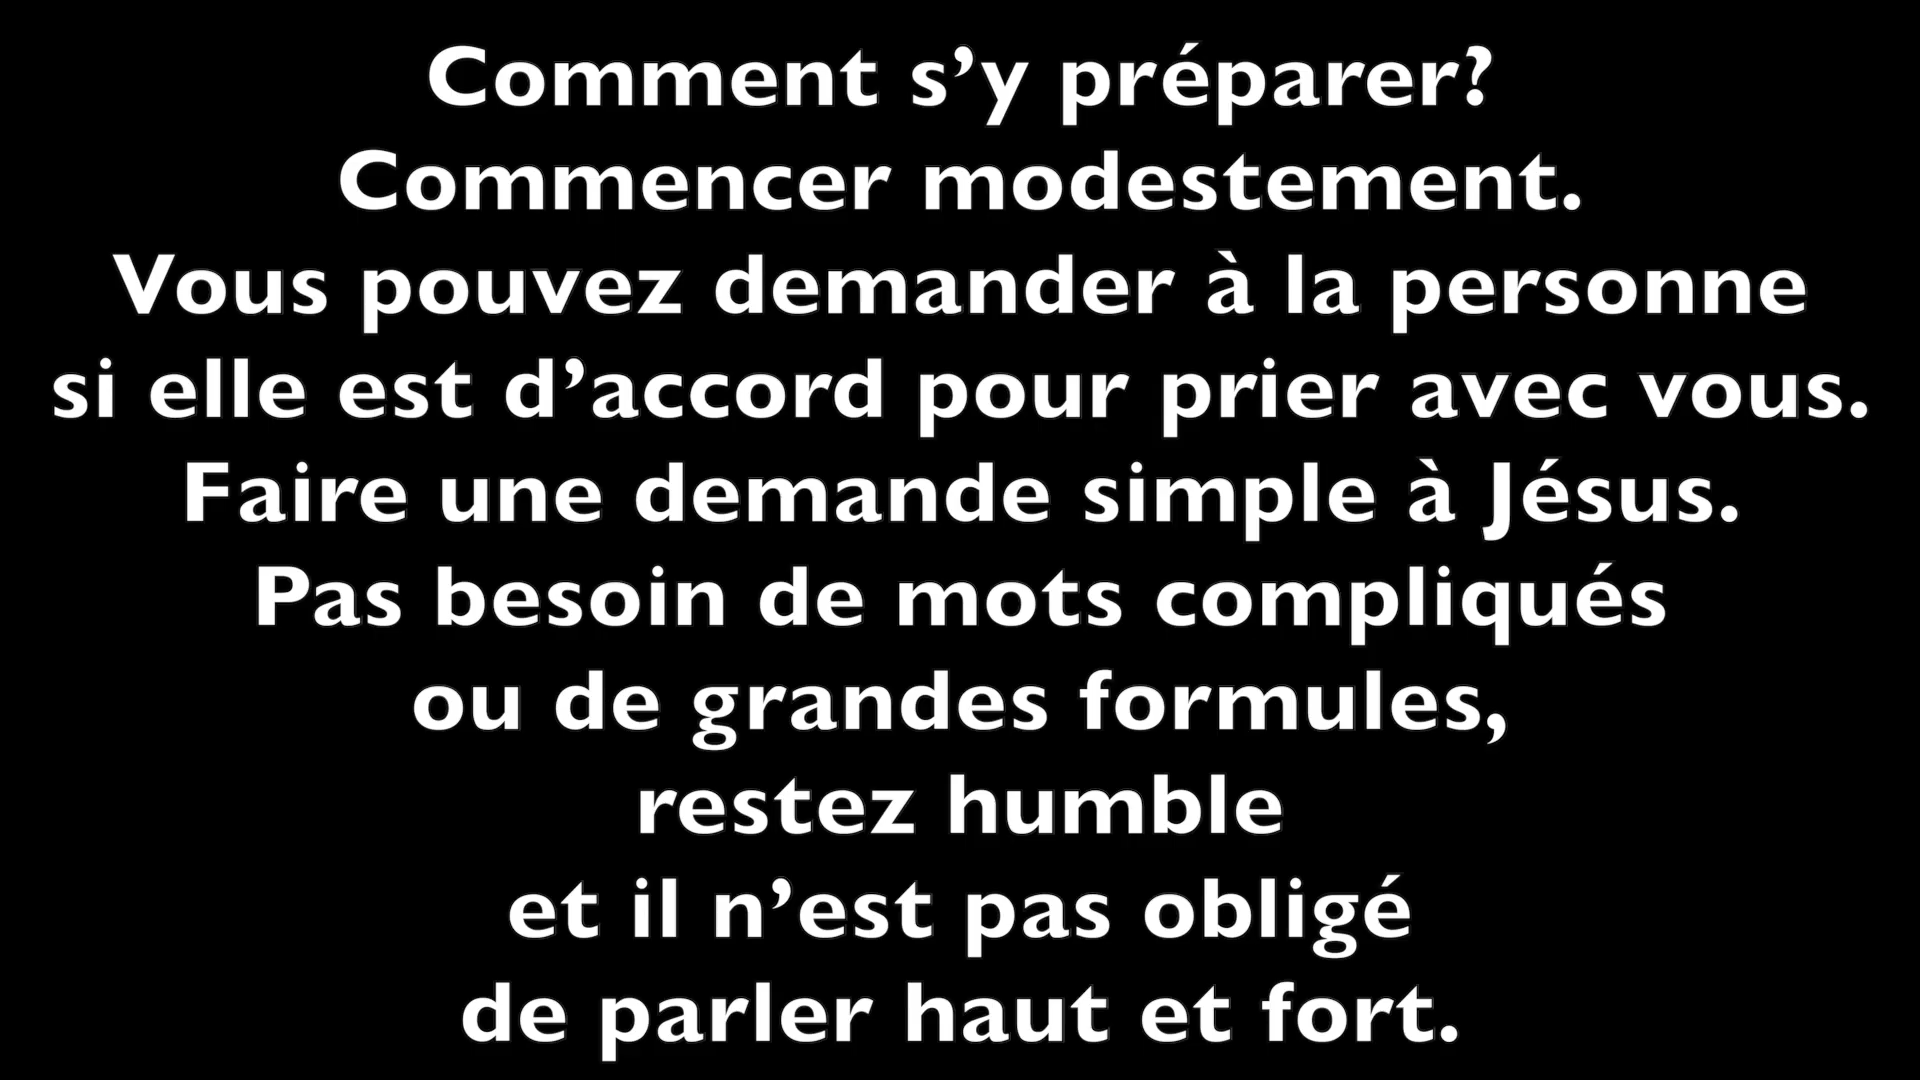 Comment s’y préparer?
Commencer modestement.
Vous pouvez demander à la personne
si elle est d’accord pour prier avec vous.
Faire une demande simple à Jésus.
Pas besoin de mots compliqués
ou de grandes formules,
restez humble
et il n’est pas obligé
de parler haut et fort.